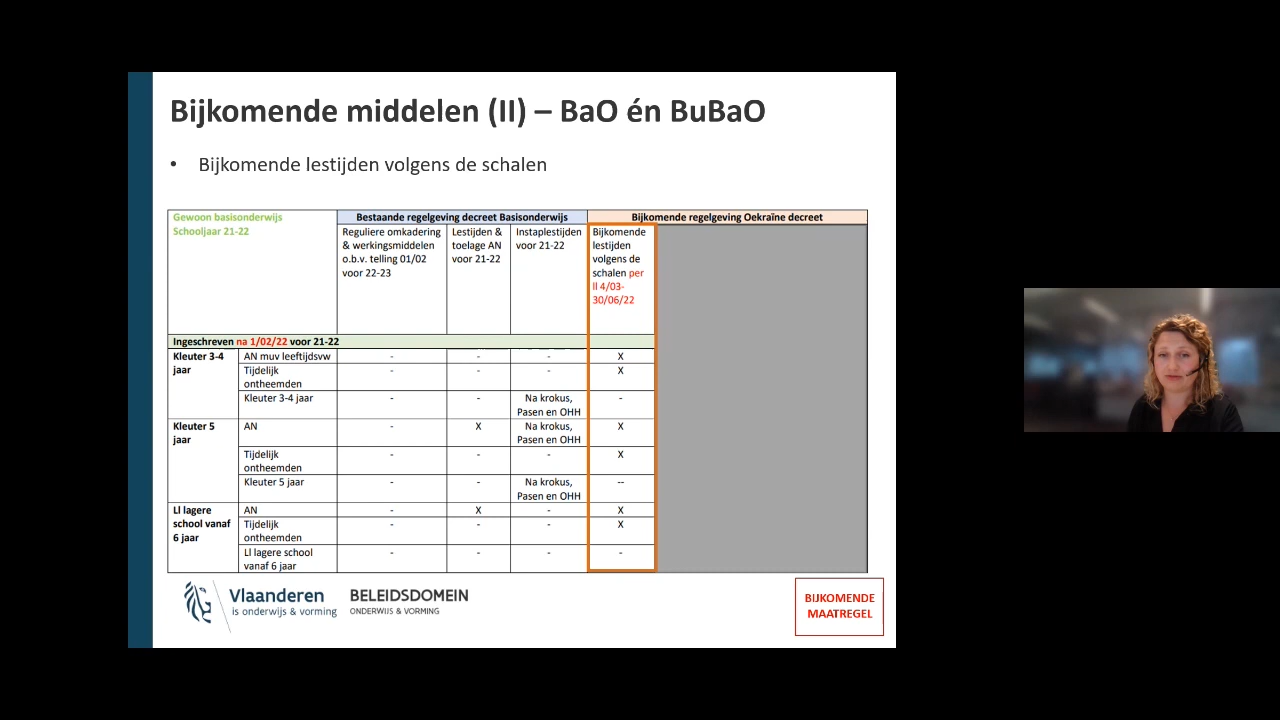 Bijkomende middelen (II) – BaO én BuBaO
• Bijkomende lestijden volgens de schalen
Gewoon basisonderwijs
Schooljaar 21-22
Bestaande regelgeving decreet Basisonderwijs
Bijkomende regelgeving Oekraïne decreet
Reguliere omkadering
& werkingsmiddelen
o.b.v. telling 01/02
voor 22-23
Lestijden &
toelage AN
voor 21-22
Instaplestijden
voor 21-22
Bijkomende
lestijden
volgens de
schalen per
ll 4/03-
30/06/22
Ingeschreven na 1/02/22 voor 21-22
Kleuter 3-4
jaar
AN muv leeftijdsvw - - - X
Tijdelijk
ontheemden
- - - X
Kleuter 3-4 jaar - - Na krokus,
Pasen en OHH
-
Kleuter 5
jaar
AN - X Na krokus,
Pasen en OHH
X
Tijdelijk
ontheemden
- - - X
Kleuter 5 jaar - - Na krokus,
Pasen en OHH
--
Ll lagere
school vanaf
6 jaar
AN - X - X
Tijdelijk
ontheemden
- - - X
Ll lagere school
vanaf 6 jaar
- - - -
Vlaanderen
is onderwijs & vorming
BELEIDSDOMEIN
ONDERWIJS & VORMING
BIJKOMENDE
MAATREGEL